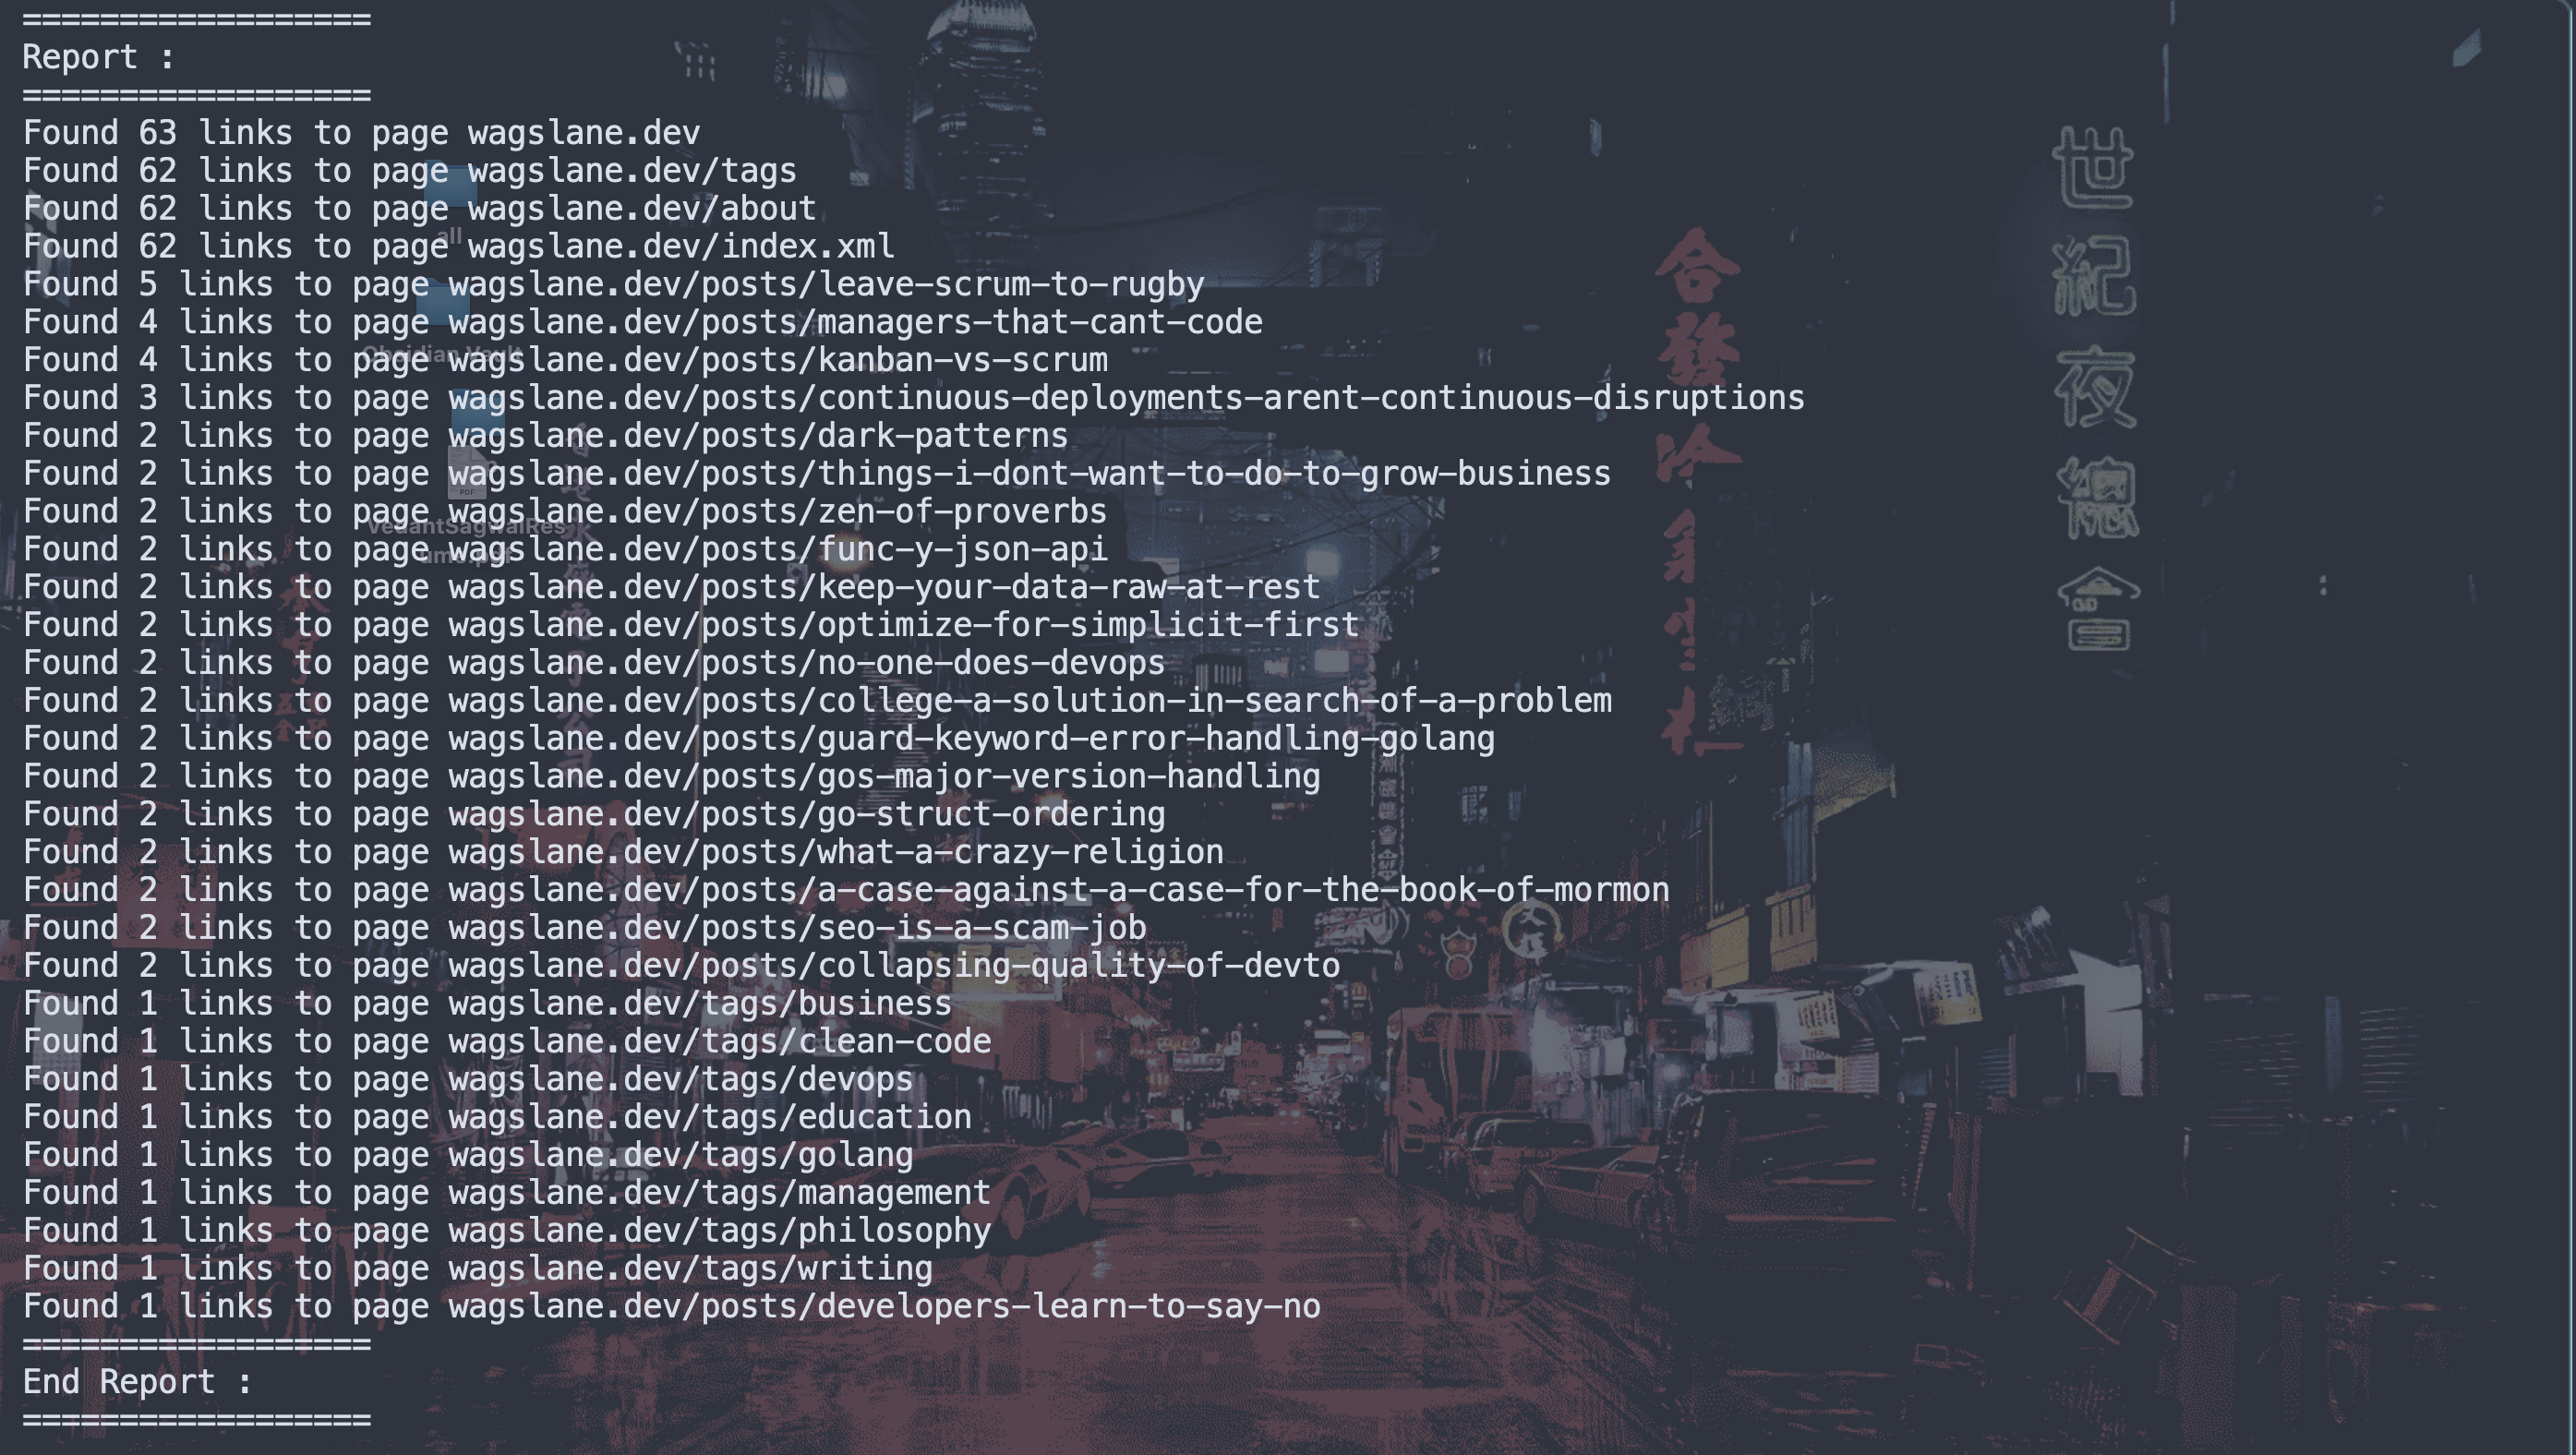 ==================
Report :
==================
Found 63 links to page wagslane.dev
Found 62 links to page wagslane.dev/tags
Found 62 links to page wagslane.dev/about
Found 62 links to page wagslane.dev/index.xml
Found 5 links to page wagslane.dev/posts/leave-scrum-to-rugby
Found 4 links to page wagslane.dev/posts/managers-that-cant-code
Found 4 links to page wagslane.dev/posts/kanban-vs-scrum
Found 3 links to page wagslane.dev/posts/continuous-deployments-arent-continuous-disruptions
Found 2 links to page wagslane.dev/posts/dark-patterns
Found 2 links to page wagslane.dev/posts/things-i-dont-want-to-do-to-grow-business
Found 2 links to page wagslane.dev/posts/zen-of-proverbs
Found 2 links to page wagslane.dev/posts/func-y-json-api
Found 2 links to page wagslane.dev/posts/keep-your-data-raw-at-rest
Found 2 links to page wagslane.dev/posts/optimize-for-simplicit-first
Found 2 links to page wagslane.dev/posts/no-one-does-devops
Found 2 links to page wagslane.dev/posts/college-a-solution-in-search-of-a-problem
Found 2 links to page wagslane.dev/posts/guard-keyword-error-handling-golang
Found 2 links to page wagslane.dev/posts/gos-major-version-handling
Found 2 links to page wagslane.dev/posts/go-struct-ordering
Found 2 links to page wagslane.dev/posts/what-a-crazy-religion
Found 2 links to page wagslane.dev/posts/a-case-against-a-case-for-the-book-of-mormon
Found 2 links to page wagslane.dev/posts/seo-is-a-scam-job
Found 2 links to page wagslane.dev/posts/collapsing-quality-of-devto
Found 1 links to page wagslane.dev/tags/business
Found 1 links to page wagslane.dev/tags/clean-code
Found 1 links to page wagslane.dev/tags/devops
Found 1 links to page wagslane.dev/tags/education
Found 1 links to page wagslane.dev/tags/golang
Found 1 links to page wagslane.dev/tags/management
Found 1 links to page wagslane.dev/tags/philosophy
Found 1 links to page wagslane.dev/tags/writing
Found 1 links to page wagslane.dev/posts/developers-learn-to-say-no
==================
End Report :
==================
all
Obsidian Vault
VedantSagwalRes
ume.pdf
PDF
世紀夜總會